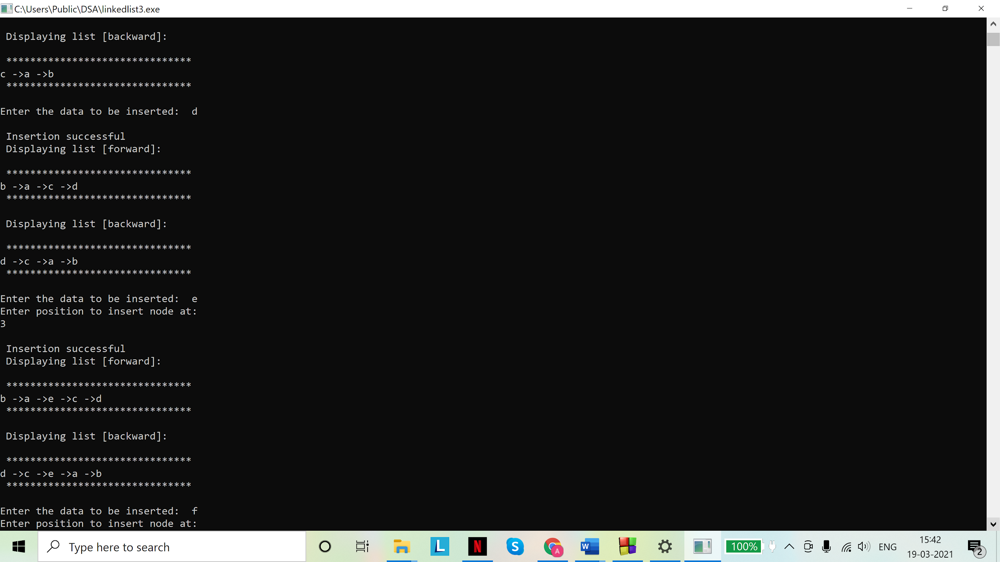 C:\Users\Public\DSA\linkedlist3.exe
Displaying list [backward]:
*******************************
c ->a ->b
*******************************
Enter the data to be inserted:  d
Insertion successful
Displaying list [forward]:
*******************************
b ->a ->c ->d
*******************************
Displaying list [backward]:
*******************************
d ->c ->a ->b
*******************************
Enter the data to be inserted:  e
Enter position to insert node at:
3
Insertion successful
Displaying list [forward]:
*******************************
b ->a ->e ->c ->d
*******************************
Displaying list [backward]:
*******************************
d ->c ->e ->a ->b
*******************************
Enter the data to be inserted:  f
Enter position to insert node at:
Type here to search
L
N
S
A
W
100%
ENG
15:42
19-03-2021
2